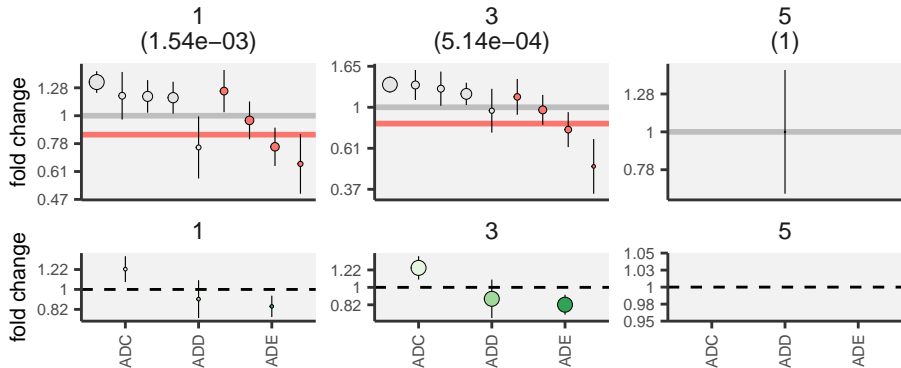 1
(1.54e−03)
3
(5.14e−04)
5
(1)
fold change
1.28
1
0.78
0.61
0.47
1.65
1
0.61
0.37
1.28
1
0.78
1
3
5
fold change
1.22
1
0.82
1.22
1
0.82
1.05
1.03
1
0.98
0.95
ADC
ADD
ADE
ADC
ADD
ADE
ADC
ADD
ADE